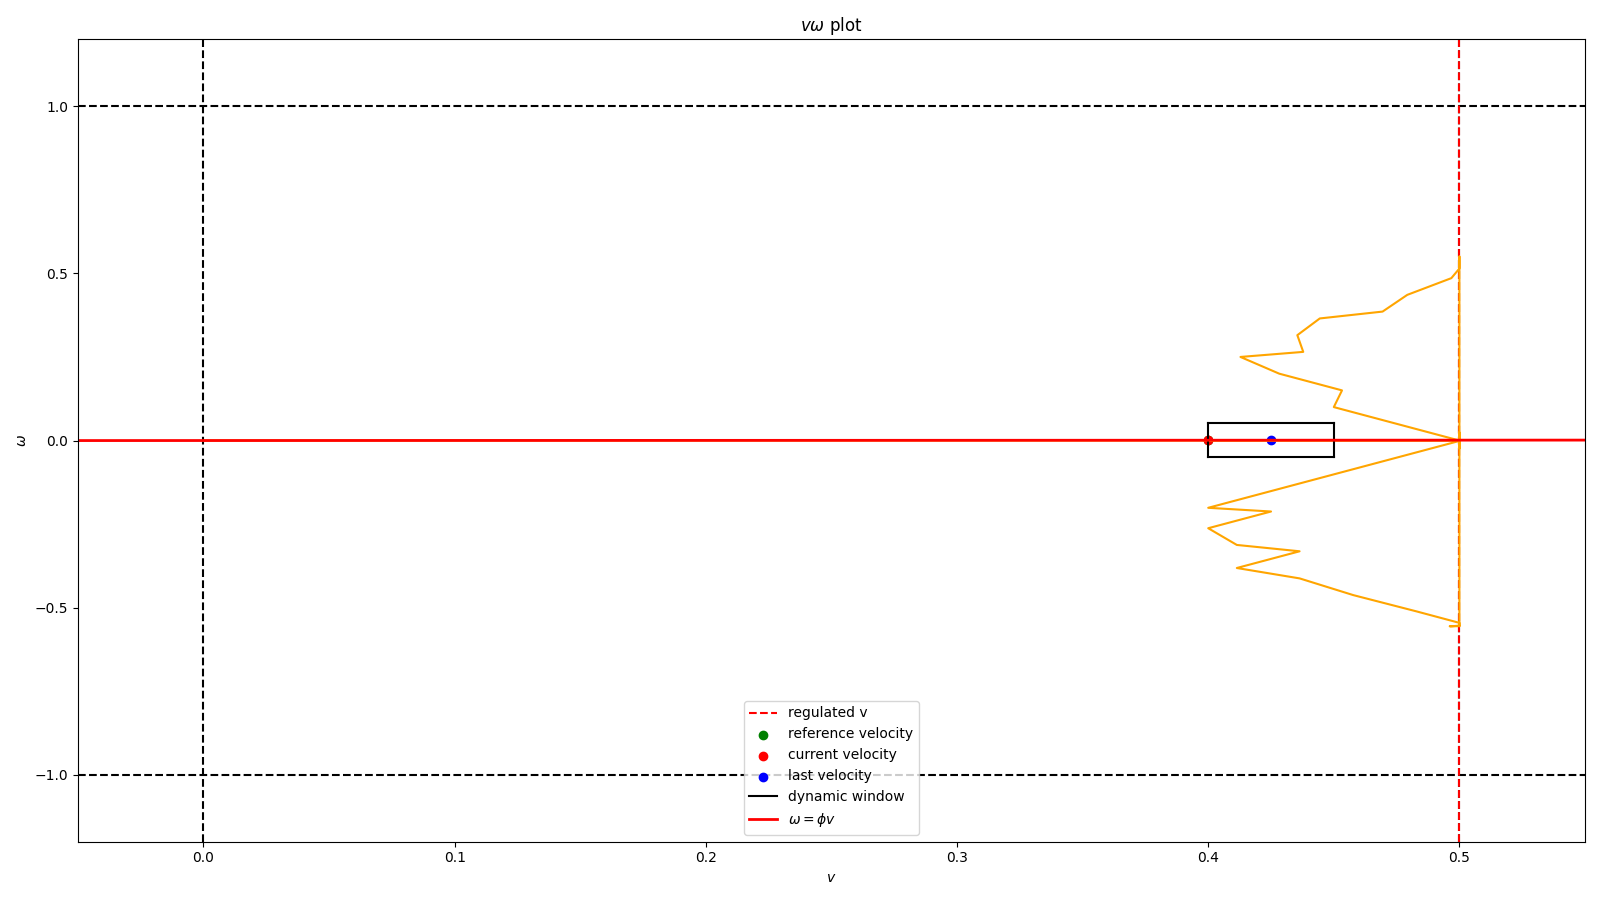 vω plot
1.0
0.5
0.0
−0.5
−1.0
ω
regulated v
reference velocity
current velocity
last velocity
dynamic window
ω = ϕv
0.0 0.1 0.2 0.3 0.4 0.5
v